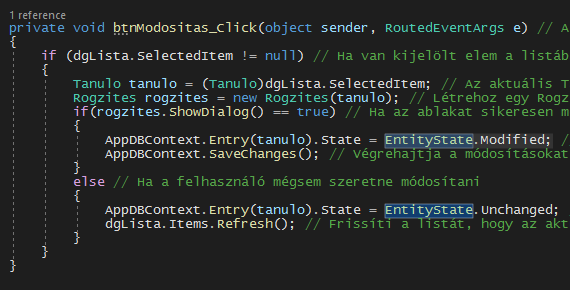 1 reference
private void btnModositas_Click(object sender, RoutedEventArgs e) // A
{
if (dgLista.SelectedItem != null) // Ha van kijelölt elem a listáb
{
Tanulo tanulo = (Tanulo)dgLista.SelectedItem; // Az aktuális T
Rogzites rogzites = new Rogzites(tanulo); // Létrehoz egy Rogz
if(rogzites.ShowDialog() == true) // Ha az ablakat sikeresen m
{
AppDBContext.Entry(tanulo).State = EntityState.Modified; //
AppDBContext.SaveChanges(); // Végrehajtja a módosításokat
}
else // Ha a felhasználó mégsem szeretne módosítani
{
AppDBContext.Entry(tanulo).State = EntityState.Unchanged;
dgLista.Items.Refresh(); // Frissíti a listát, hogy az akt
}
}
}